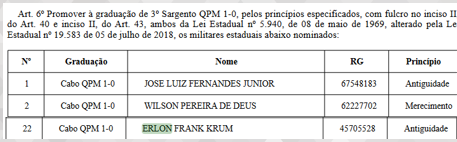 Art. 6º Promover à graduação de 3º Sargento QPM 1-0, pelos princípios especificados, com fulcro no inciso II
do Art. 40 e inciso II, do Art. 43, ambos da Lei Estadual nº 5.940, de 08 de maio de 1969, alterado pela Lei
Estadual nº 19.583 de 05 de julho de 2018, os militares estaduais abaixo nominados:
Nº Graduação Nome RG Princípio
1 Cabo QPM 1-0 JOSE LUIZ FERNANDES JUNIOR 67548183 Antiguidade
2 Cabo QPM 1-0 WILSON PEREIRA DE DEUS 62227702 Merecimento
22 Cabo QPM 1-0 ERLON FRANK KRUM 45705528 Antiguidade